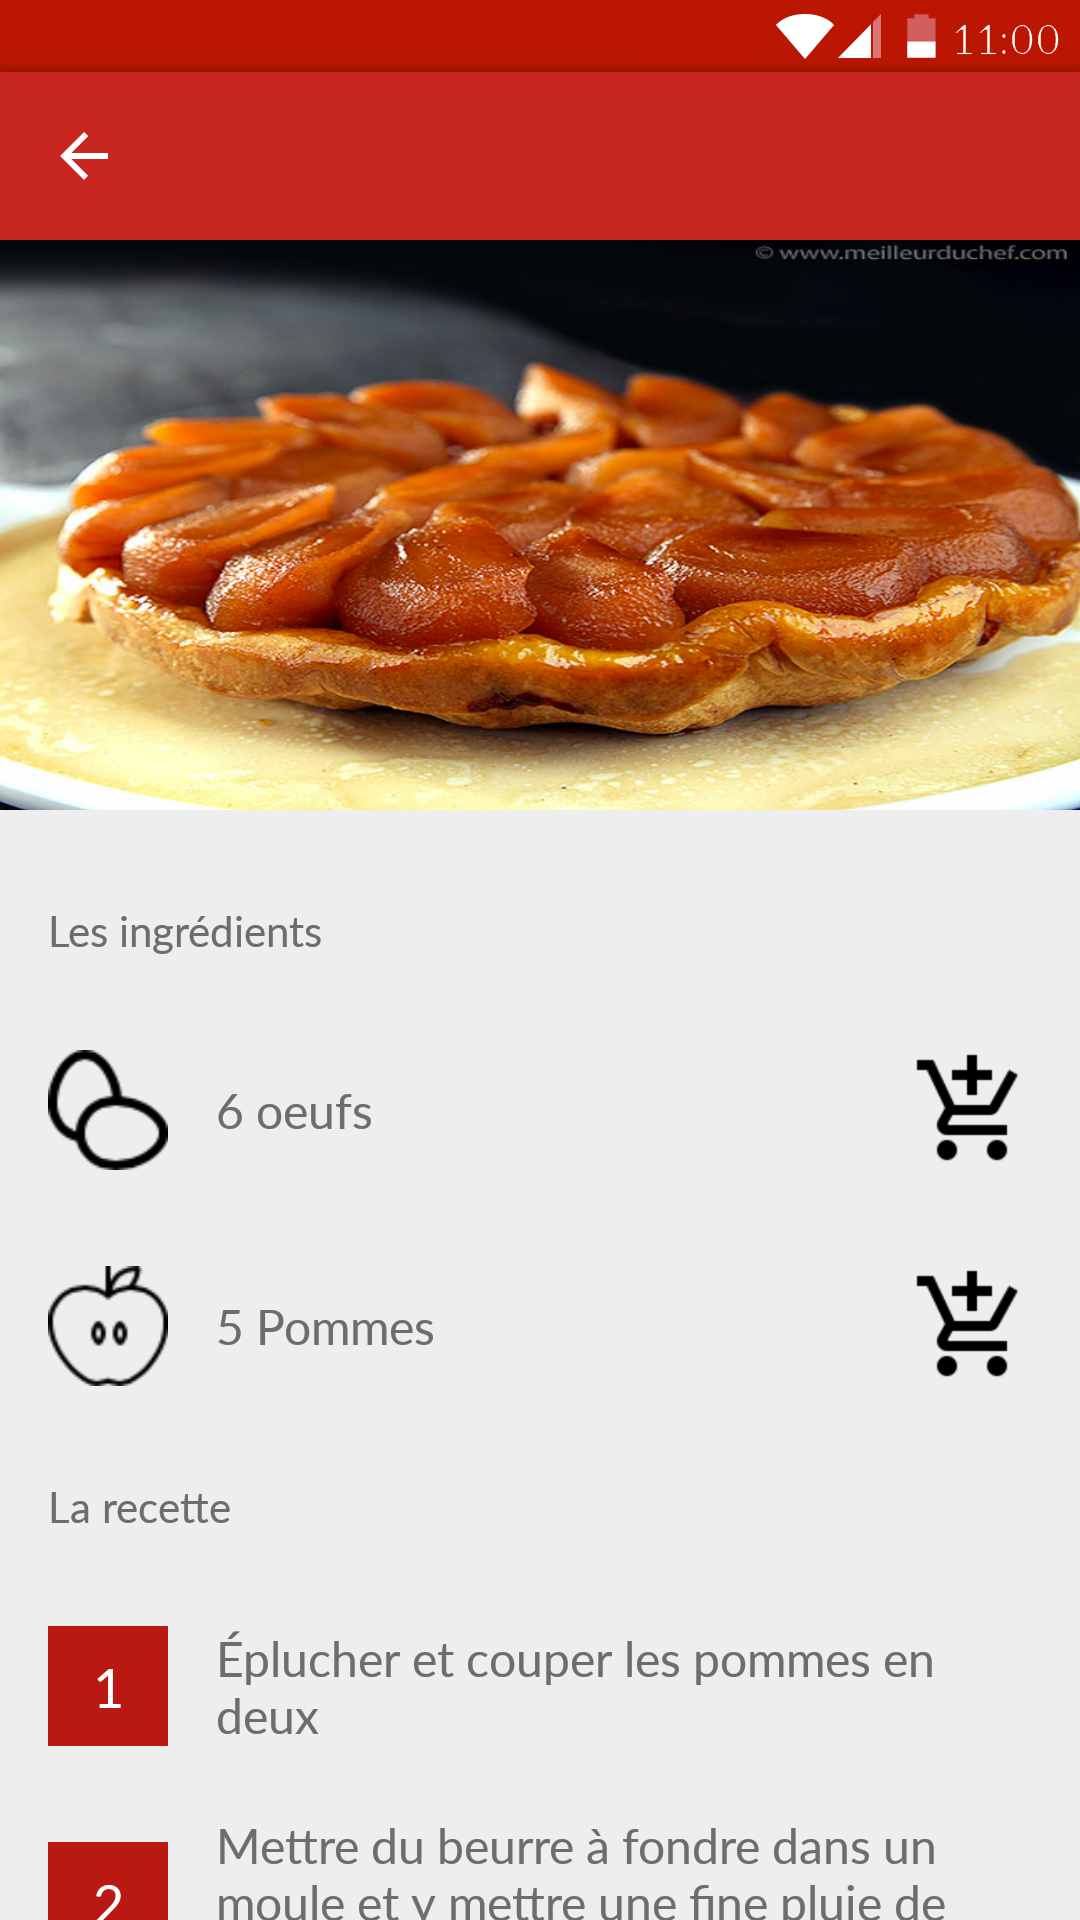 11:00
© www.meilleurduchef.com
Les ingrédients
6 oeufs
5 Pommes
La recette
1
Éplucher et couper les pommes en
deux
2
Mettre du beurre à fondre dans un
moule et y mettre une fine pluie de